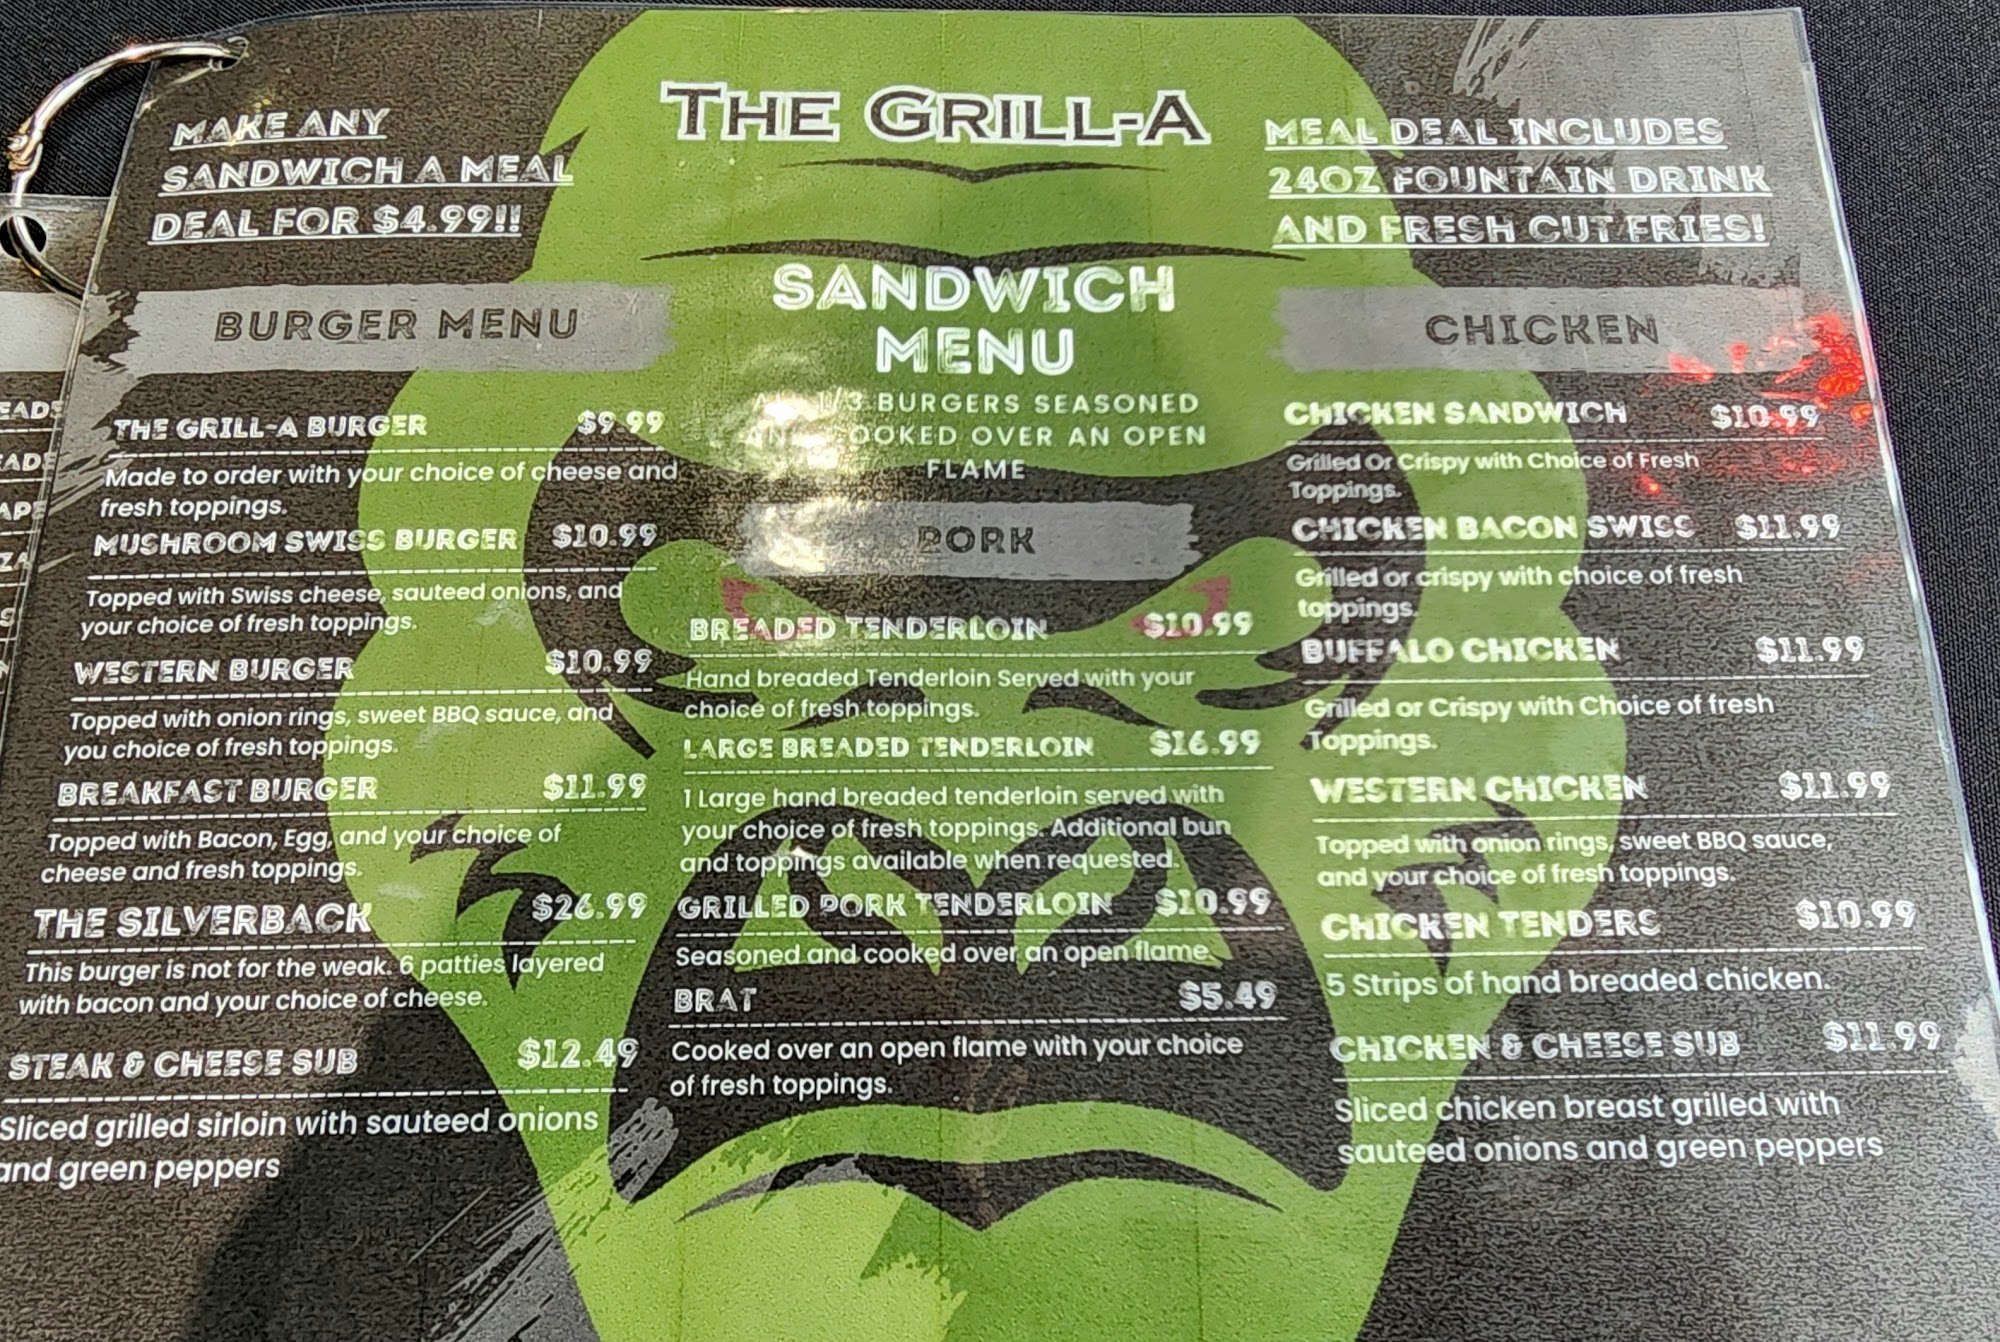 THE GRILL-A
MAKE ANY
SANDWICH A MEAL
DEAL FOR $4.99!!
MEAL DEAL INCLUDES
24OZ FOUNTAIN DRINK
AND FRESH CUT FRIES!
SANDWICH
MENU
1/3 BURGERS SEASONED
COOKED OVER AN OPEN
FLAME
BURGER MENU
THE GRILL-A BURGER $9.99
Made to order with your choice of cheese and
fresh toppings.
MUSHROOM SWISS BURGER $10.99
Topped with Swiss cheese, sauteed onions, and
your choice of fresh toppings.
WESTERN BURGER $10.99
Topped with onion rings, sweet BBQ sauce, and
you choice of fresh toppings.
BREAKFAST BURGER $11.99
Topped with Bacon, Egg, and your choice of
cheese and fresh toppings.
THE SILVERBACK $26.99
This burger is not for the weak. 6 patties layered
with bacon and your choice of cheese.
STEAK & CHEESE SUB $12.49
Sliced grilled sirloin with sauteed onions
and green peppers
PORK
BREADED TENDERLOIN $10.99
Hand breaded Tenderloin Served with your
choice of fresh toppings.
LARGE BREADED TENDERLOIN $16.99
1 Large hand breaded tenderloin served with
your choice of fresh toppings. Additional bun
and toppings available when requested.
GRILLED PORK TENDERLOIN $10.99
Seasoned and cooked over an open flame.
BRAT $5.49
Cooked over an open flame with your choice
of fresh toppings.
CHICKEN
CHICKEN SANDWICH $10.99
Grilled Or Crispy with Choice of Fresh
Toppings.
CHICKEN BACON SWISS $11.99
Grilled or crispy with choice of fresh
toppings.
BUFFALO CHICKEN $11.99
Grilled or Crispy with Choice of fresh
Toppings.
WESTERN CHICKEN $11.99
Topped with onion rings, sweet BBQ sauce,
and your choice of fresh toppings.
CHICKEN TENDERS $10.99
5 Strips of hand breaded chicken.
CHICKEN & CHEESE SUB $11.99
Sliced chicken breast grilled with
sauteed onions and green peppers